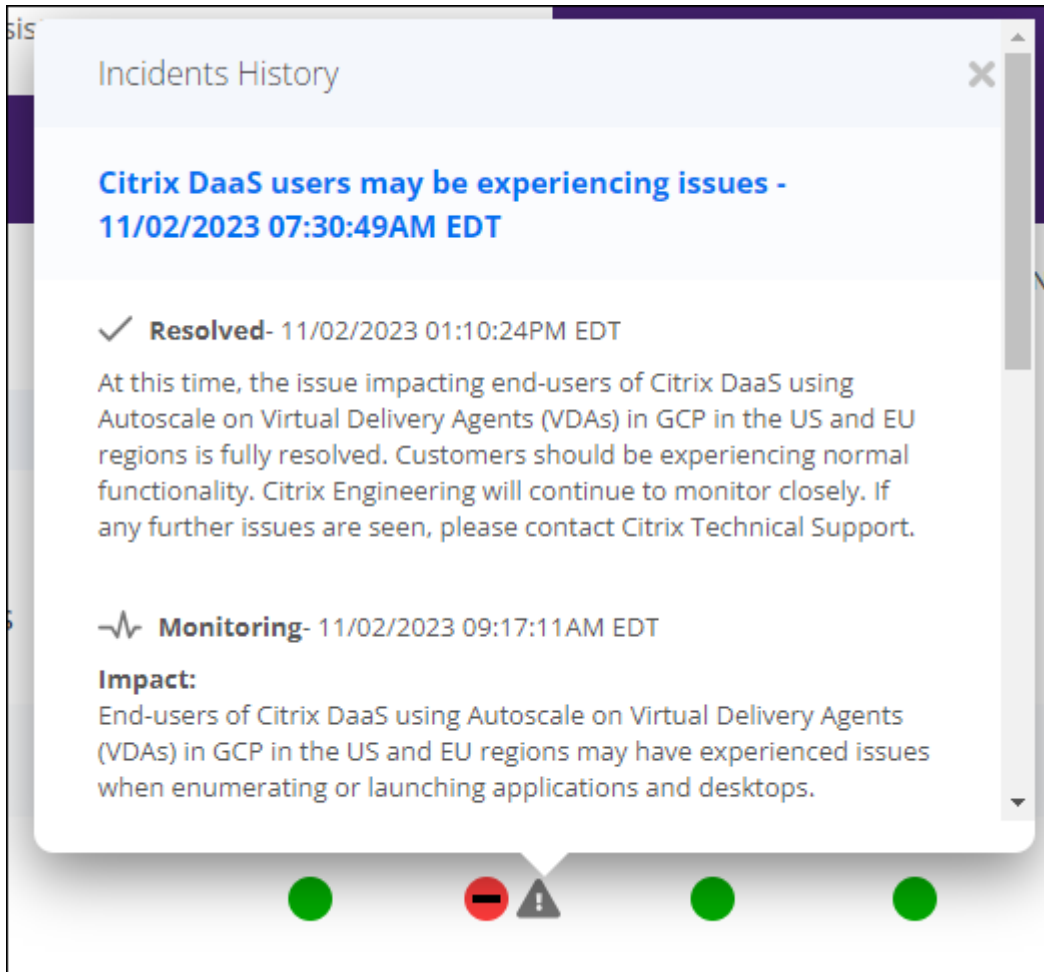 sis
Incidents History
Citrix DaaS users may be experiencing issues -
11/02/2023 07:30:49AM EDT
Resolved- 11/02/2023 01:10:24PM EDT
At this time, the issue impacting end-users of Citrix DaaS using
Autoscale on Virtual Delivery Agents (VDAs) in GCP in the US and EU
regions is fully resolved. Customers should be experiencing normal
functionality. Citrix Engineering will continue to monitor closely. If
any further issues are seen, please contact Citrix Technical Support.
Monitoring- 11/02/2023 09:17:11AM EDT
Impact:
End-users of Citrix DaaS using Autoscale on Virtual Delivery Agents
(VDAs) in GCP in the US and EU regions may have experienced issues
when enumerating or launching applications and desktops.